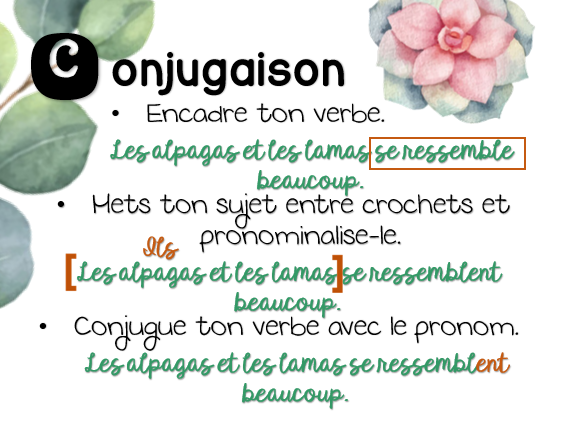 Conjugaison
• Encadre ton verbe.
Les alpagas et les lamas se ressemble
beaucoup.
• Mets ton sujet entre crochets et
pronominalise-le.
Ils
[Les alpagas et les lamas] se ressemblent
beaucoup.
• Conjugue ton verbe avec le pronom.
Les alpagas et les lamas se ressemblent
beaucoup.